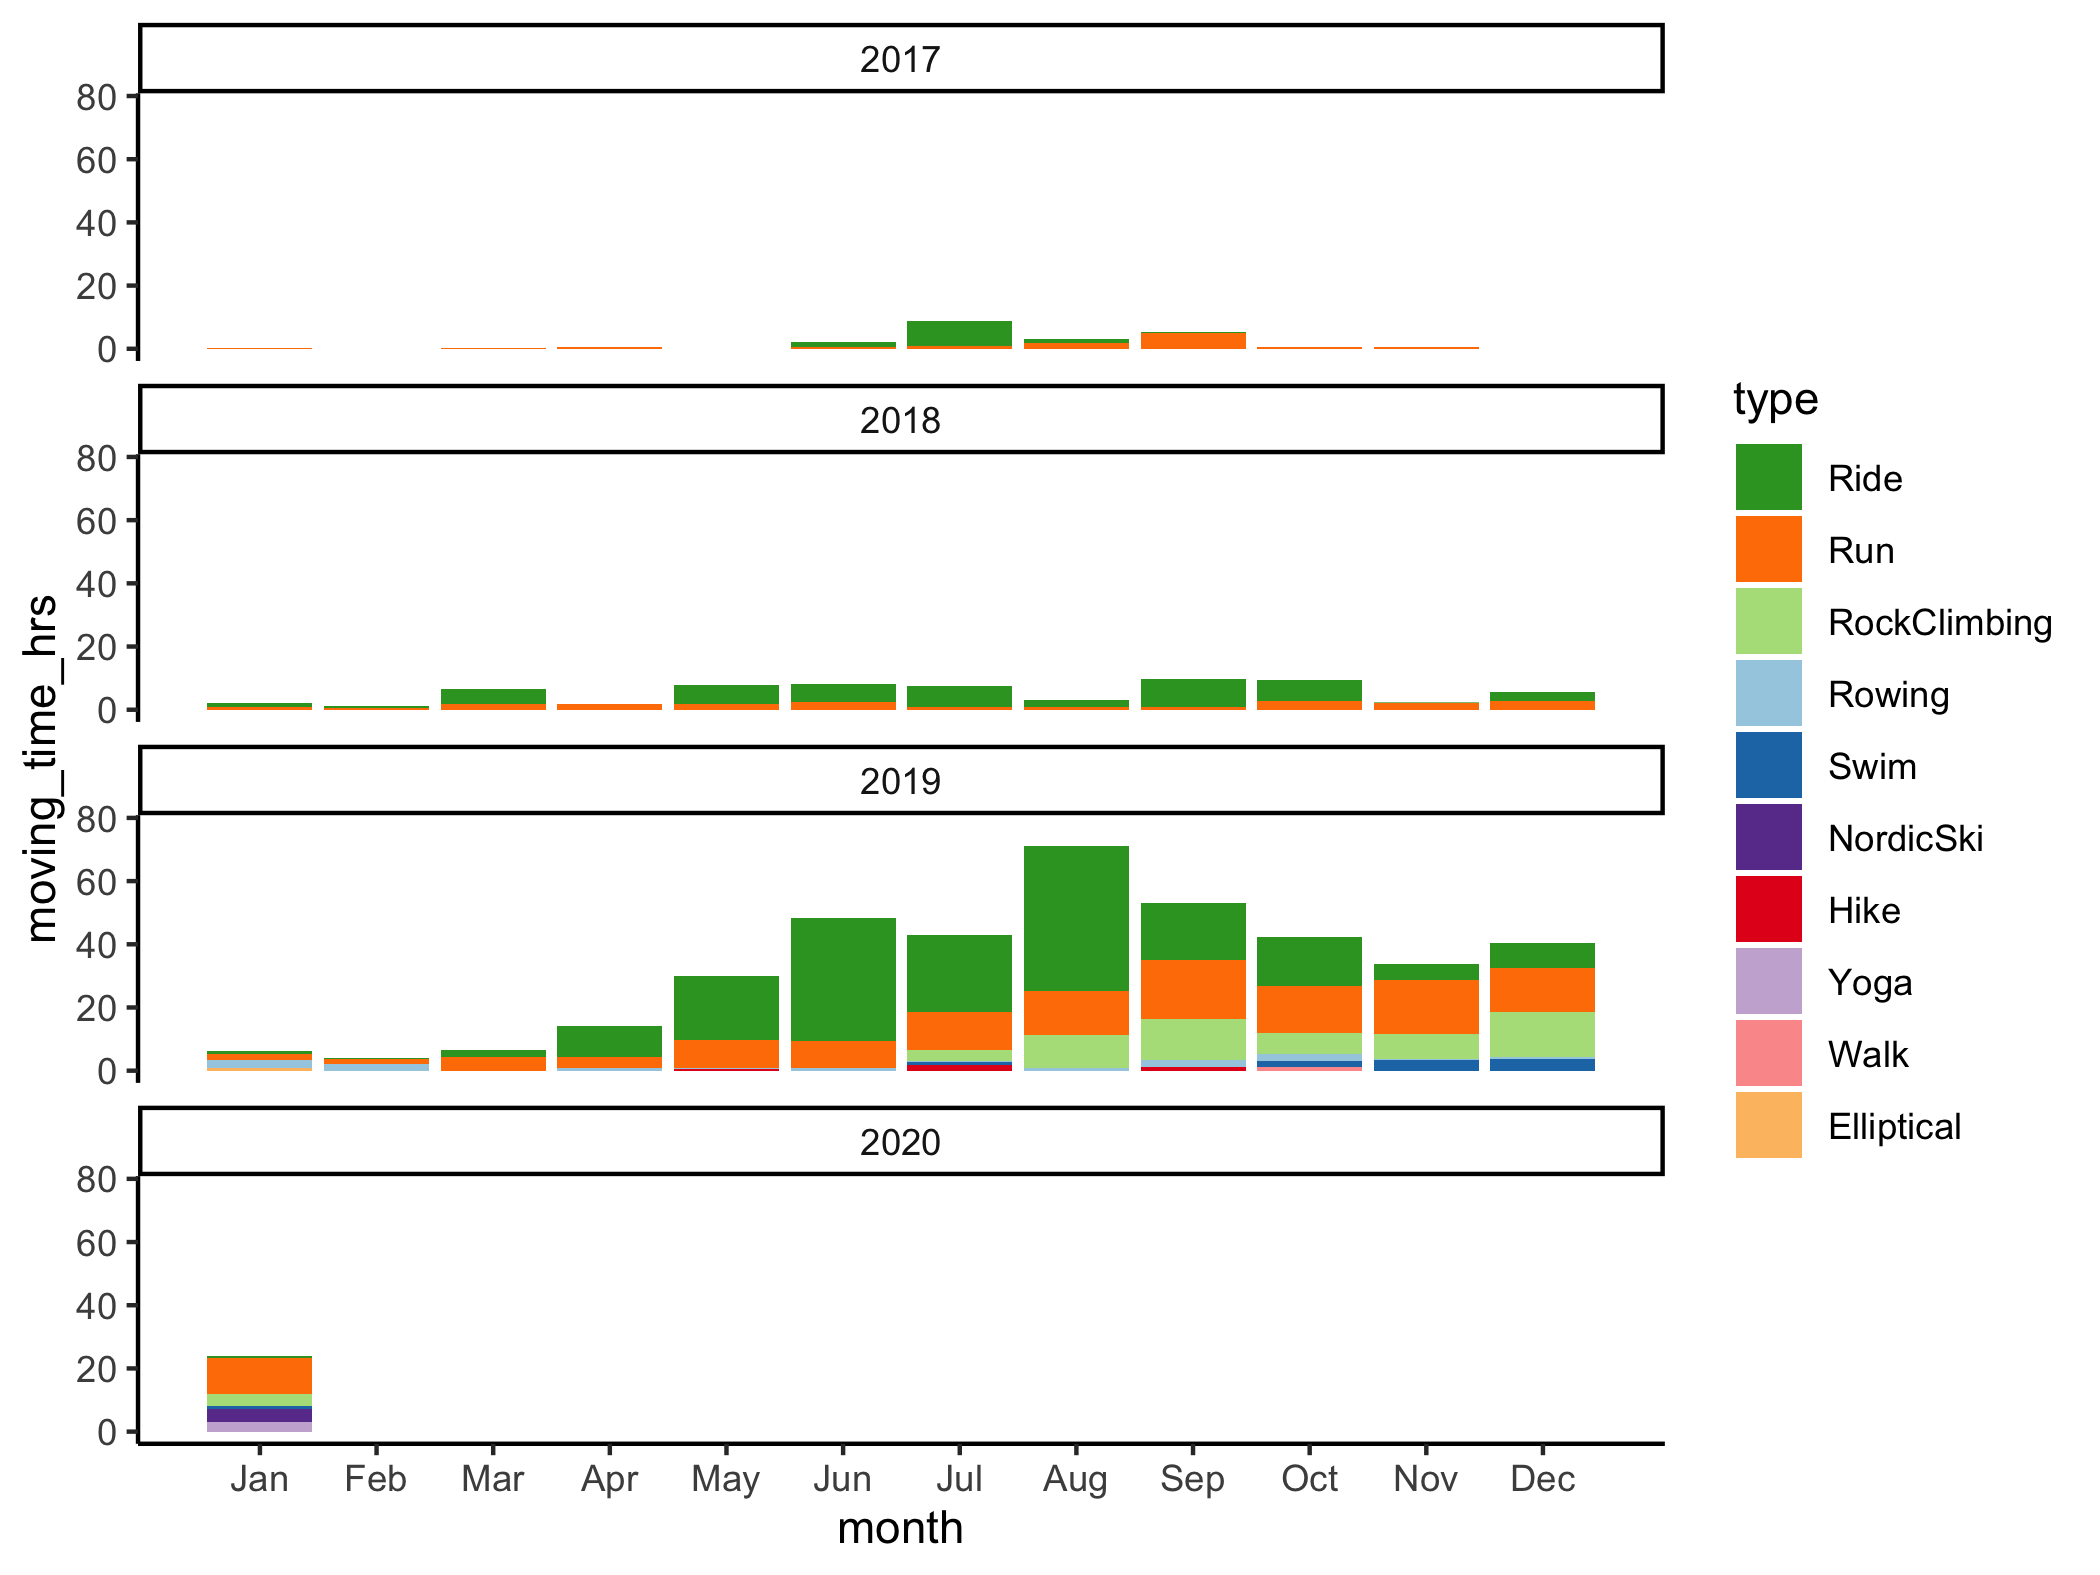 2017
80
60
40
20
0
2018
80
60
40
20
0
2019
80
60
40
20
0
2020
80
60
40
20
0
Jan Feb Mar Apr May Jun Jul Aug Sep Oct Nov Dec
month
moving_time_hrs
type
Ride
Run
RockClimbing
Rowing
Swim
NordicSki
Hike
Yoga
Walk
Elliptical